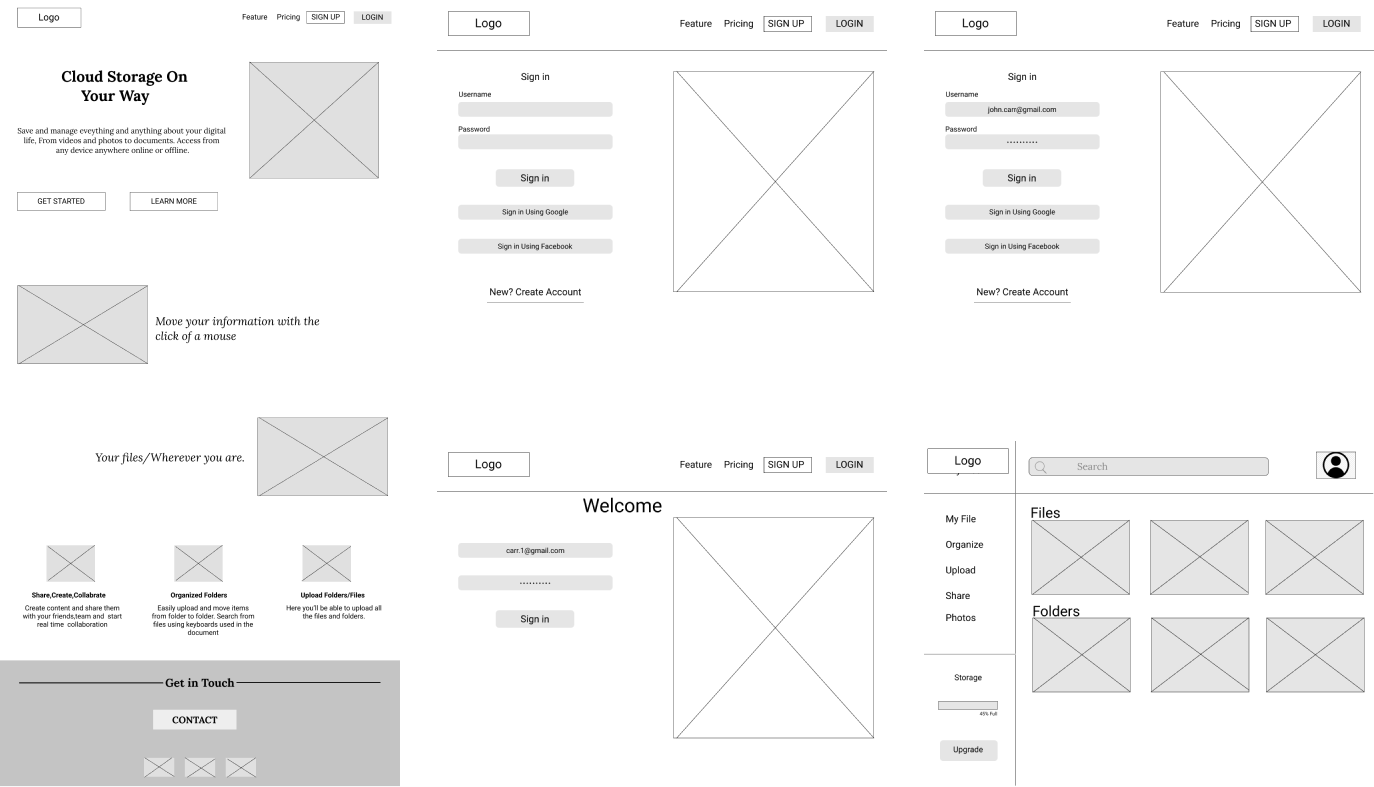 Logo
Feature Pricing SIGN UP LOGIN
Cloud Storage On
Your Way
Save and manage eveything and anything about your digital
life, From videos and photos to documents. Access from
any device anywhere online or offline.
GET STARTED LEARN MORE
Move your information with the
click of a mouse
Your files/Wherever you are.
Share,Create,Collabrate
Create content and share them
with your friends,team and start
real time collaboration
Organized Folders
Easily upload and move items
from folder to folder. Search from
files using keyboards used in the
document
Upload Folders/Files
Here you'll be able to upload all
the files and folders.
Get in Touch
CONTACT
Logo
Feature Pricing SIGN UP LOGIN
Sign in
Username
Password
Sign in
Sign in Using Google
Sign in Using Facebook
New? Create Account
Logo
Feature Pricing SIGN UP LOGIN
Sign in
Username
john.carr@gmail.com
Password
Sign in
Sign in Using Google
Sign in Using Facebook
New? Create Account
Logo
Feature Pricing SIGN UP LOGIN
Welcome
carr.1@gmail.com
Sign in
Logo
Search
My File
Organize
Upload
Share
Photos
Storage
45% Full
Upgrade
Files
Folders